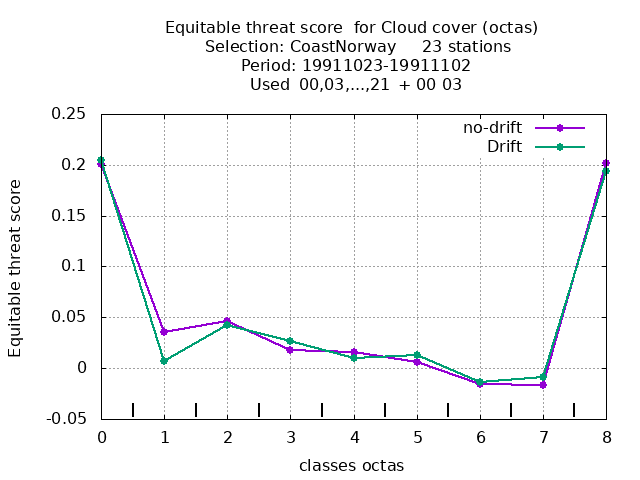 Equitable threat score  for Cloud cover (octas)
Selection: CoastNorway     23 stations
Period: 19911023-19911102
Used  00,03,...,21  + 00 03
no-drift
Drift
Equitable threat score
0.25
0.2
0.15
0.1
0.05
0
-0.05
0 1 2 3 4 5 6 7 8
classes octas